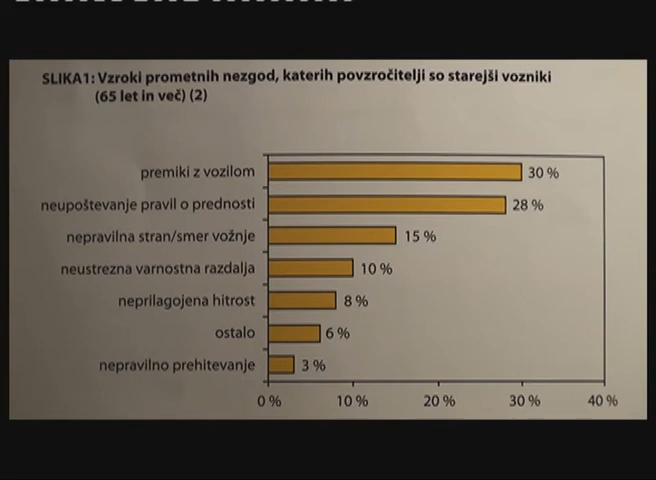 SLIKA1: Vzroki prometnih nezgod, katerih povzročitelji so starejši vozniki
(65 let in več) (2)
premiki z vozilom 30 %
neupoštevanje pravil o prednosti 28 %
nepravilna stran/smer vožnje 15 %
neustrezna varnostna razdalja 10 %
neprilagojena hitrost 8 %
ostalo 6 %
nepravilno prehitevanje 3 %
0 % 10 % 20 % 30 % 40 %